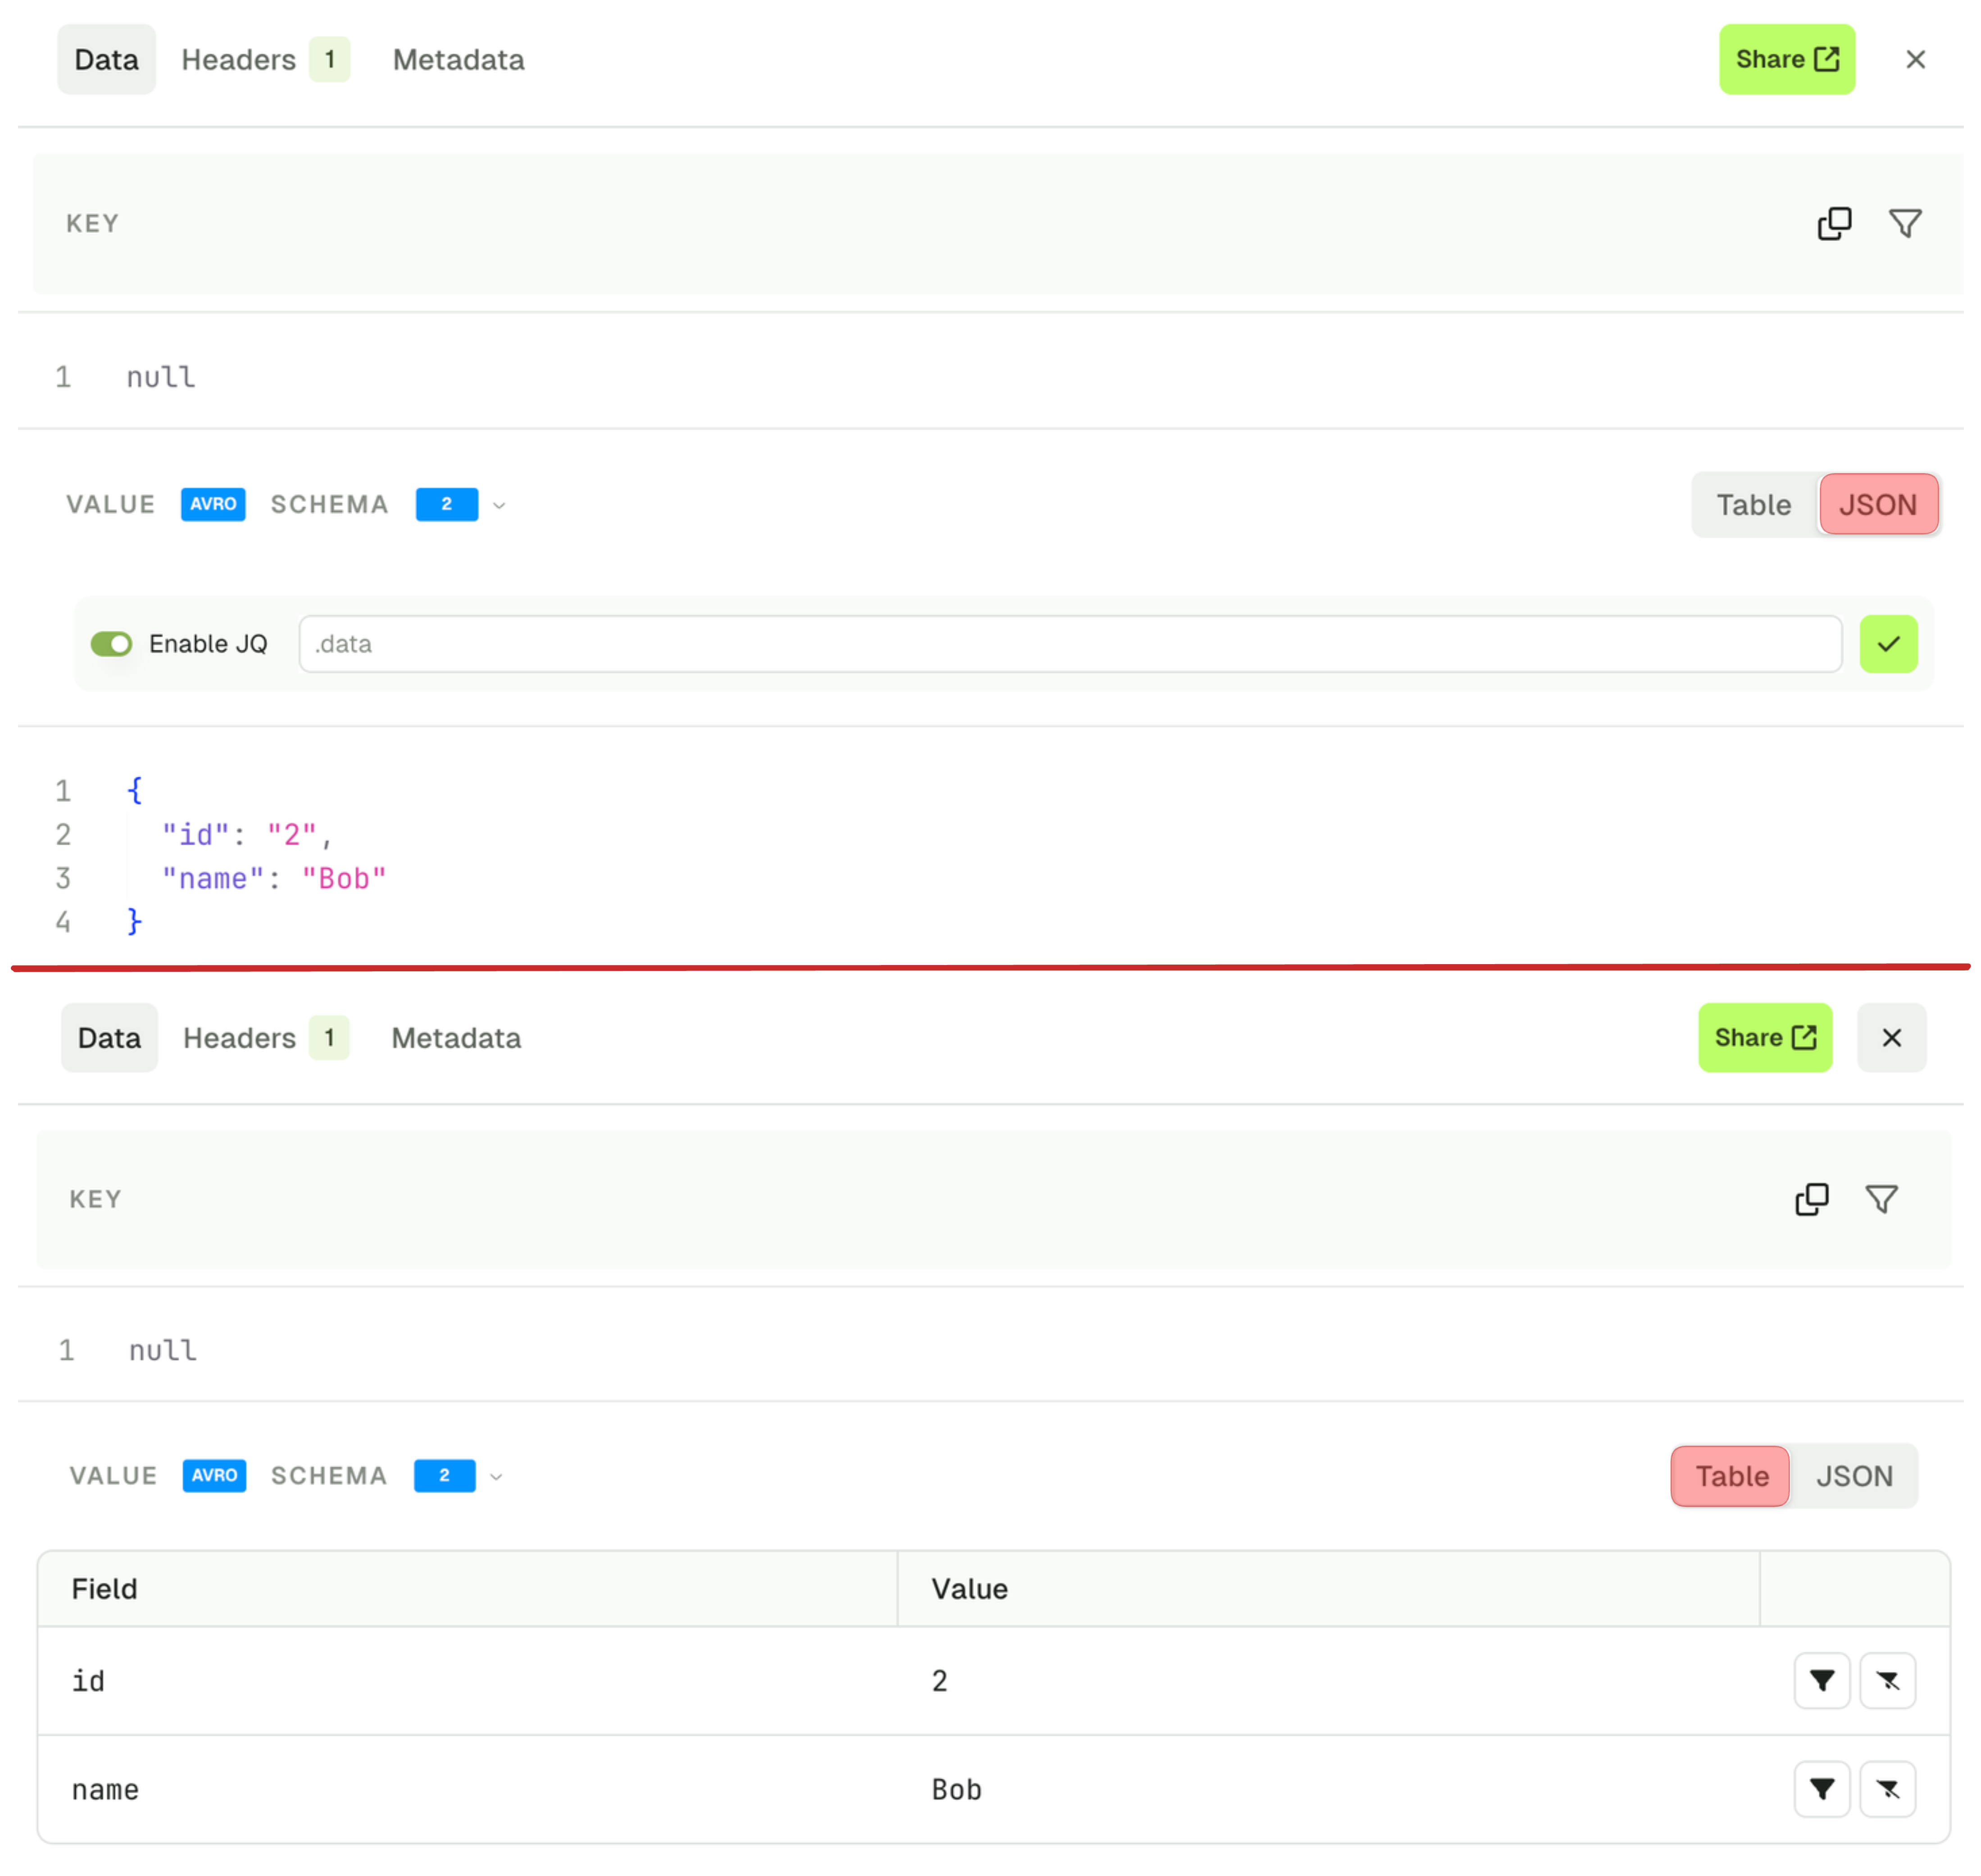 Data Headers 1 Metadata Share
KEY
1 null
VALUE AVRO SCHEMA 2 Table JSON
Enable JQ .data
1 {
2 "id": "2",
3 "name": "Bob"
4 }
Data Headers 1 Metadata Share
KEY
1 null
VALUE AVRO SCHEMA 2 Table JSON
Field Value
id 2
name Bob